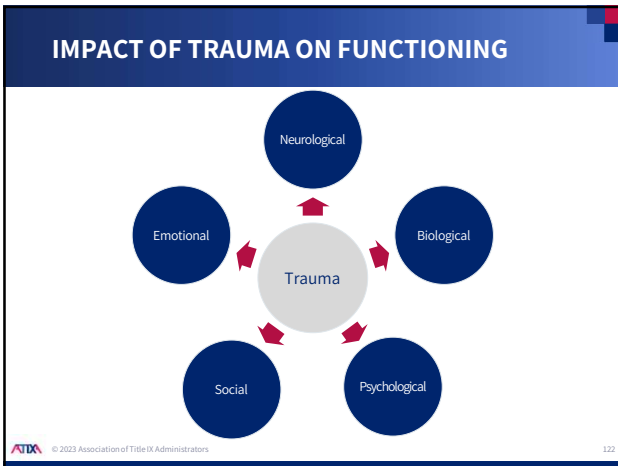 IMPACT OF TRAUMA ON FUNCTIONING
Neurological
Emotional
Biological
Trauma
Social
Psychological
ATIXA © 2023 Association of Title IX Administrators
122